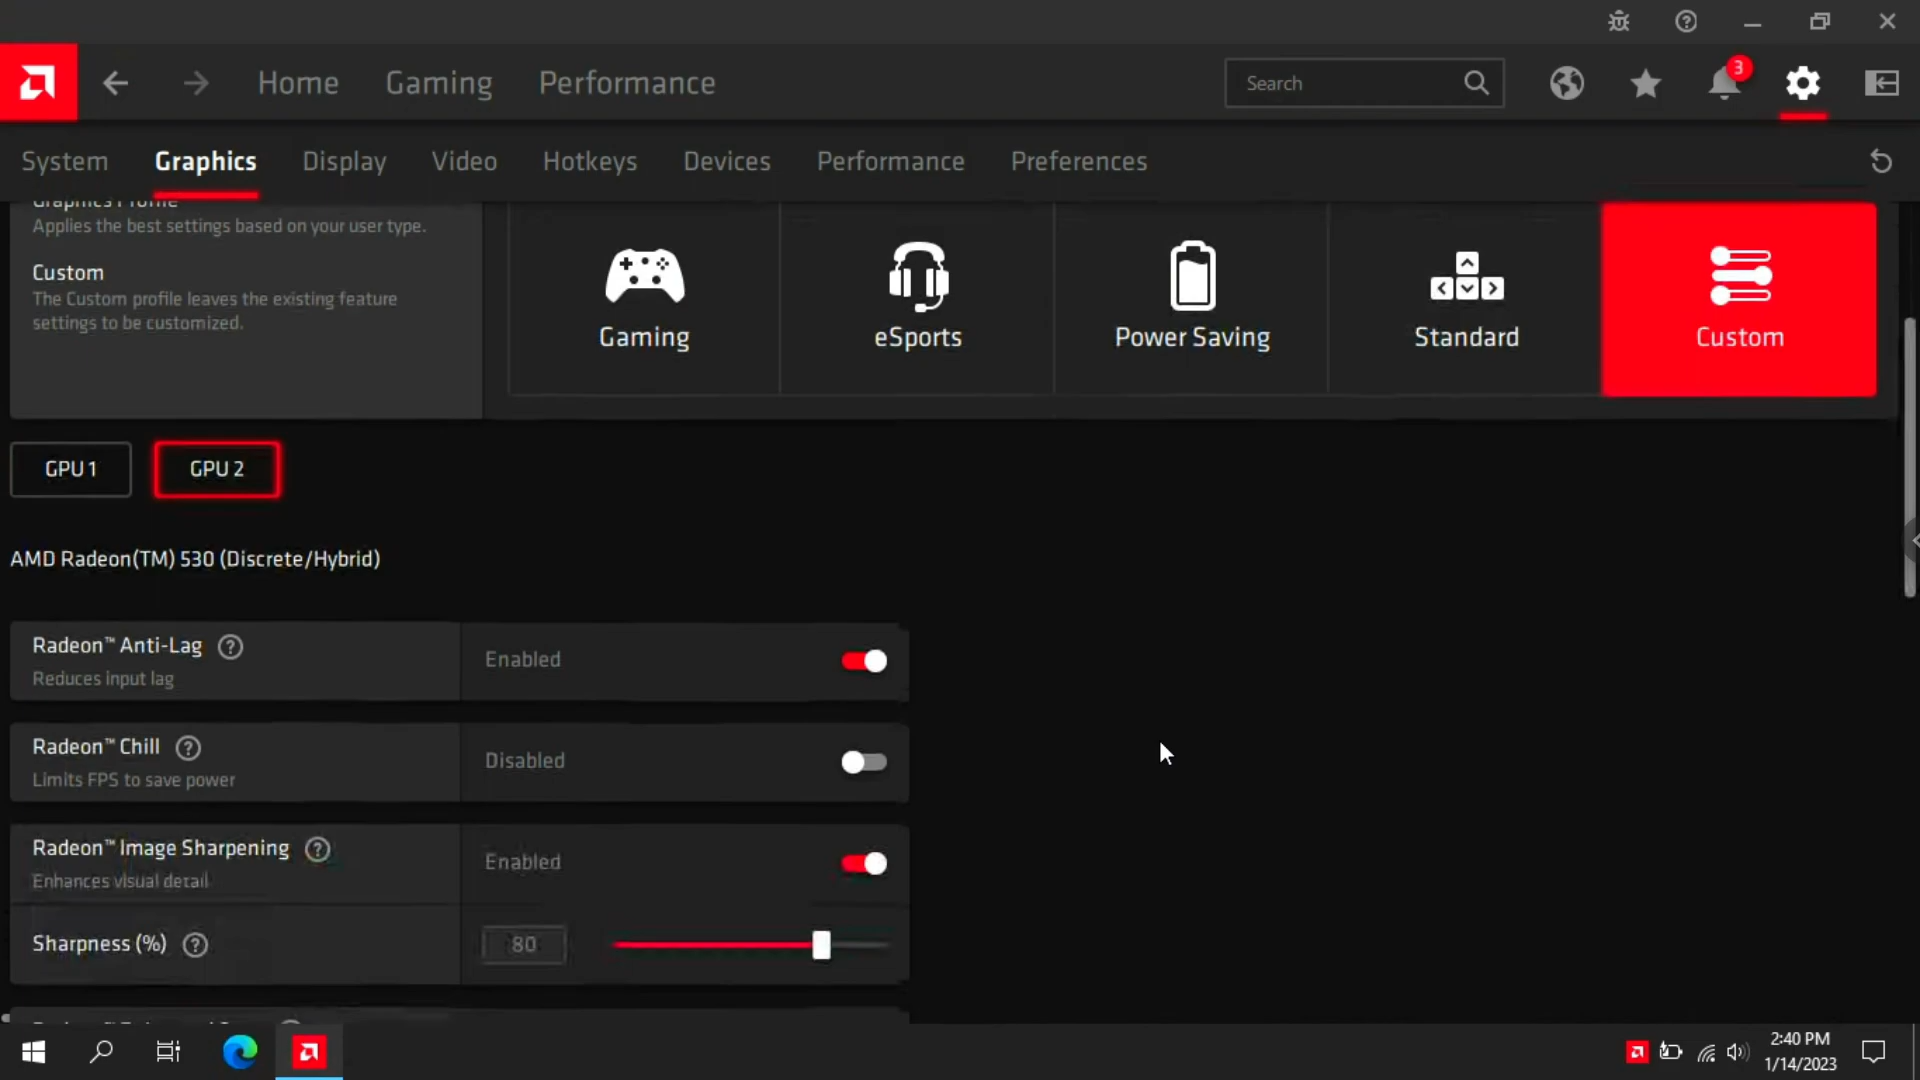 Home
Gaming
Performance
Search
3
System
Graphics
Display
Video
Hotkeys
Devices
Performance
Preferences
Graphics Profile
Applies the best settings based on your user type.
Custom
The Custom profile leaves the existing feature
settings to be customized.
Gaming
eSports
Power Saving
Standard
Custom
GPU 1
GPU 2
AMD Radeon(TM) 530 (Discrete/Hybrid)
Radeon™ Anti-Lag ?
Reduces input lag
Enabled
Radeon™ Chill ?
Limits FPS to save power
Disabled
Radeon™ Image Sharpening ?
Enhances visual detail
Enabled
Sharpness (%) ?
80
2:40 PM
1/14/2023